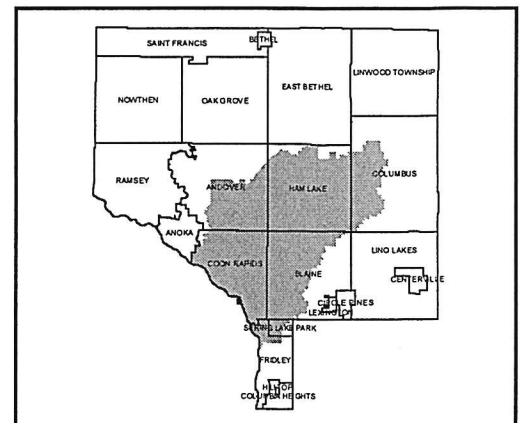 SAINT FRANCIS
BETHEL
EAST BETHEL
LINWOOD TOWNSHIP
NOWTHEN
OAK GROVE
RAMSEY
ANDOVER
HAM LAKE
COLUMBUS
ANOKA
COON RAPIDS
BLAINE
LINO LAKES
CENTERVILLE
CIRCLE PINES
LEXINGTON
SPRING LAKE PARK
FRIDLEY
HILLTOP
COLUMBIA HEIGHTS